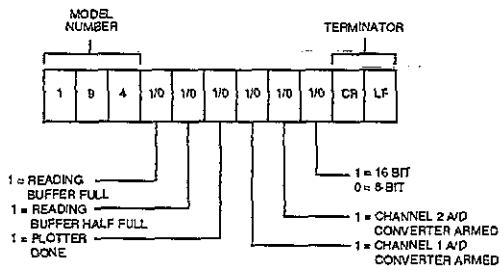 MODEL
NUMBER
TERMINATOR
1 9 4 1/0 1/0 1/0 1/0 1/0 1/0 CR LF
1 = READING
BUFFER FULL
1 = READING
BUFFER HALF FULL
1 = PLOTTER
DONE
1 = 16 BIT
0 = 8-BIT
1 = CHANNEL 2 A/D
CONVERTER ARMED
1 = CHANNEL 1 A/D
CONVERTER ARMED